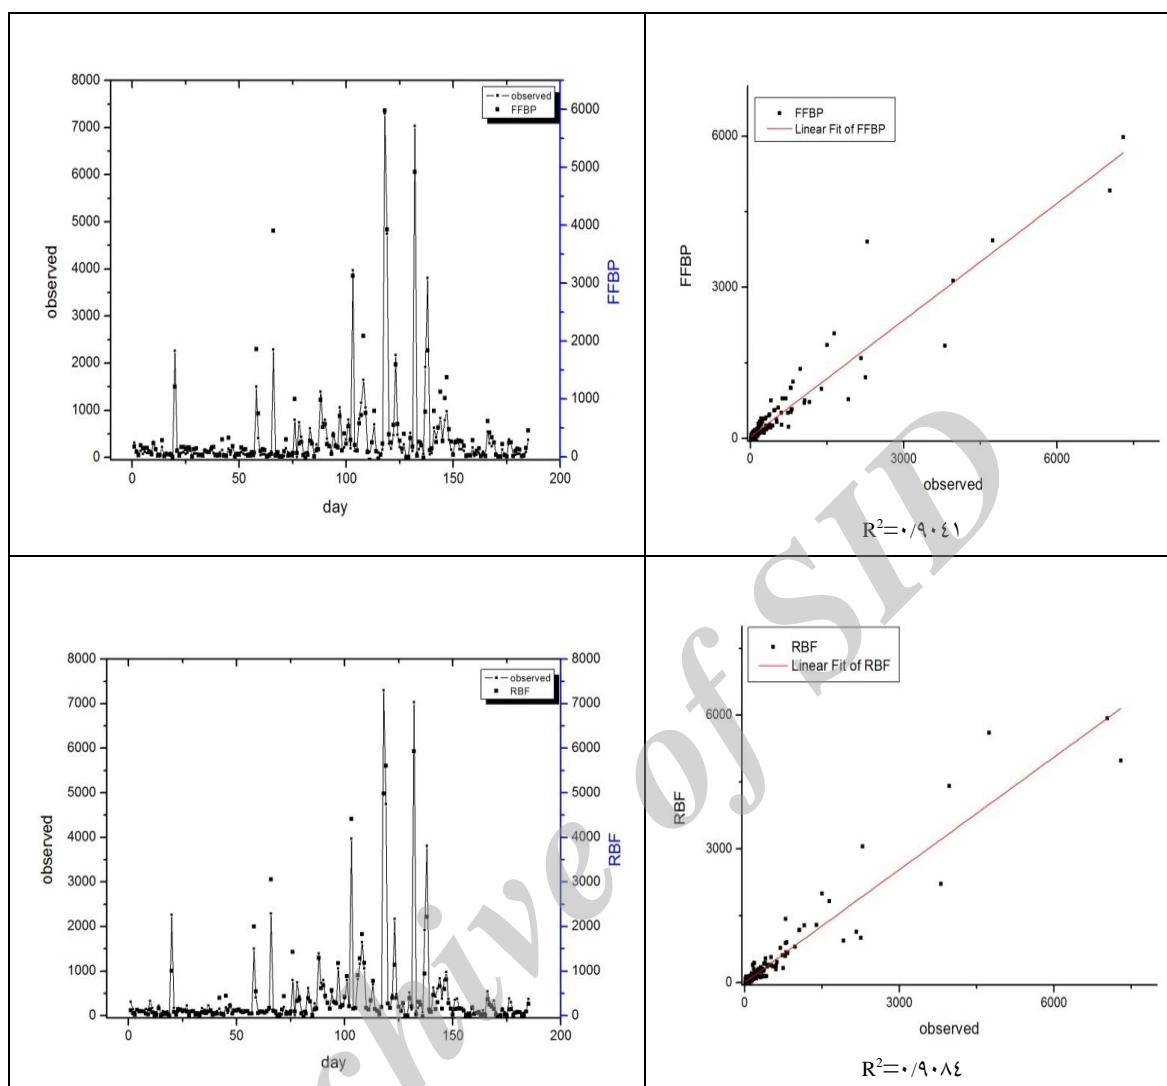 8000
7000
6000
5000
4000
3000
2000
1000
0
observed
0 50 100 150 200
day
6000
5000
4000
3000
2000
1000
0
FFBP
observed
FFBP
FFBP
Linear Fit of FFBP
6000
3000
0
FFBP
0 3000 6000
observed
R²=۰/۹۰٤۱
8000
7000
6000
5000
4000
3000
2000
1000
0
observed
0 50 100 150 200
day
8000
7000
6000
5000
4000
3000
2000
1000
0
RBF
observed
RBF
RBF
Linear Fit of RBF
6000
3000
0
RBF
0 3000 6000
observed
R²=۰/۹۰۸٤
hive of SID